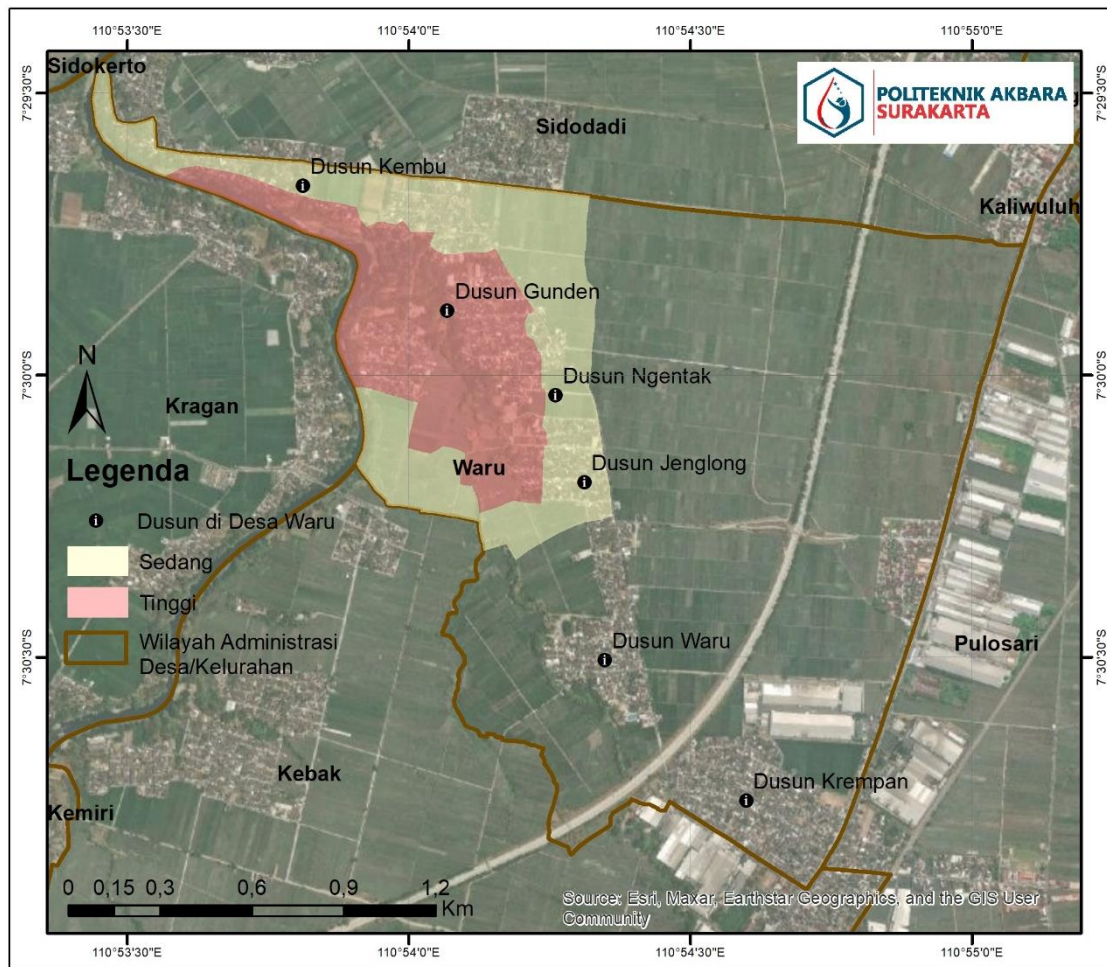 110°53'30"E
110°54'0"E
110°54'30"E
110°55'0"E
7°29'30"S
7°29'30"S
Sidokerto
POLITEKNIK AKBARA
SURAKARTA
Sidodadi
Dusun Kembu
Kaliwuluh
Dusun Gunden
7°30'0"S
7°30'0"S
N
Dusun Ngentak
Kragan
Legenda
Waru
Dusun Jenglong
Dusun di Desa Waru
Sedang
Tinggi
Wilayah Administrasi
Desa/Kelurahan
Dusun Waru
7°30'30"S
7°30'30"S
Pulosari
Kebak
Dusun Krempan
Kemiri
0 0,15 0,3 0,6 0,9 1,2
Km
Source: Esri, Maxar, Earthstar Geographics, and the GIS User
Community
110°53'30"E
110°54'0"E
110°54'30"E
110°55'0"E